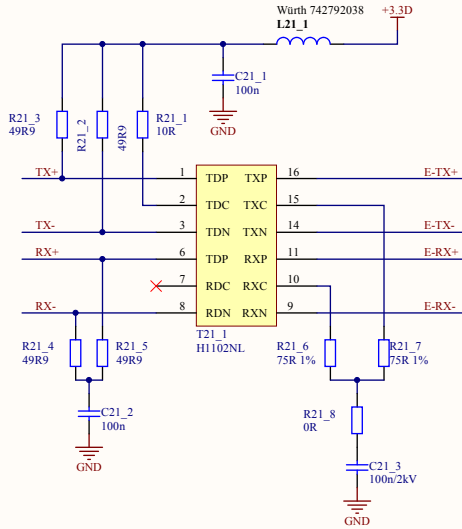 Würth 742792038
L21_1
+3.3D
C21_1
100n
GND
R21_3
49R9
R21_2
49R9
R21_1
10R
TX+
1
TDP
TXP
16
E-TX+
2
TDC
TXC
15
TX-
3
TDN
TXN
14
E-TX-
RX+
6
TDP
RXP
11
E-RX+
7
RDC
RXC
10
RX-
8
RDN
RXN
9
E-RX-
T21_1
H1102NL
R21_4
49R9
R21_5
49R9
R21_6
75R 1%
R21_7
75R 1%
C21_2
100n
GND
R21_8
0R
C21_3
100n/2kV
GND